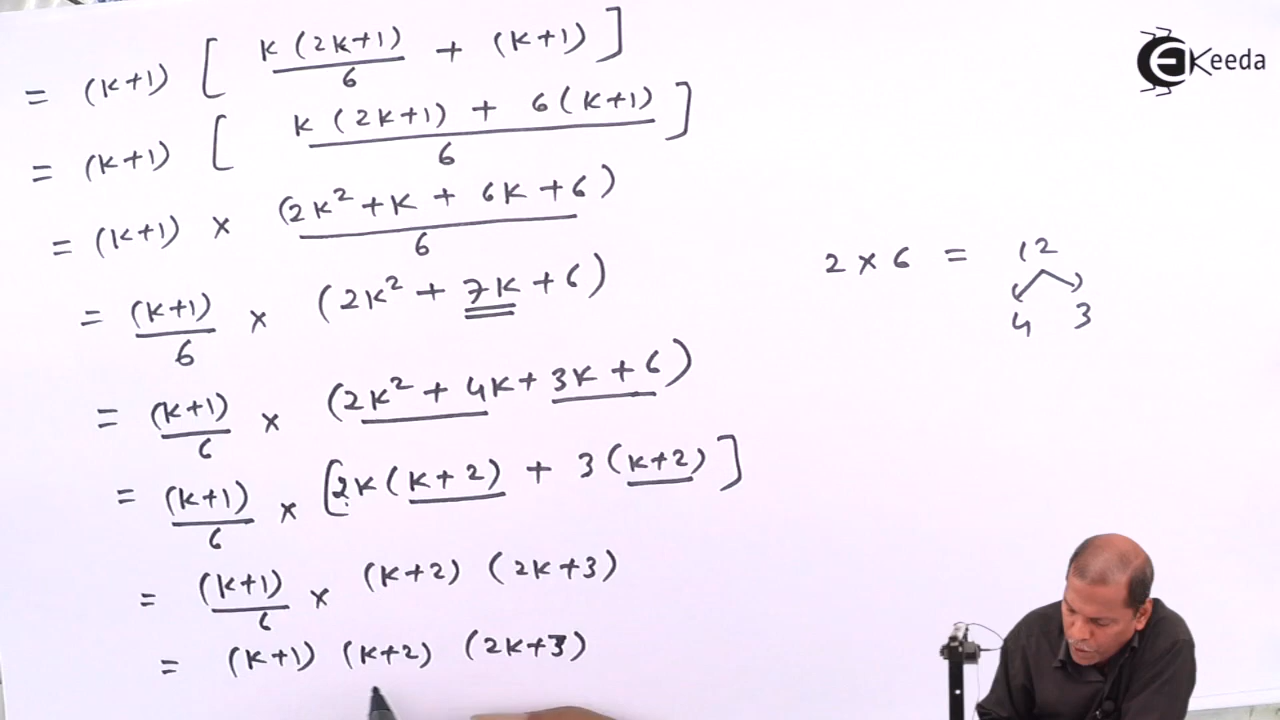 = (k+1) [ k(2k+1)/6 + (k+1) ]
= (k+1) [ k(2k+1) + 6(k+1) / 6 ]
= (k+1) × (2k² + k + 6k + 6) / 6
= (k+1)/6 × (2k² + 7k + 6)
= (k+1)/6 × (2k² + 4k + 3k + 6)
= (k+1)/6 × [2k(k+2) + 3(k+2)]
= (k+1)/6 × (k+2) (2k+3)
= (k+1) (k+2) (2k+3)
2 × 6 = 12
4 3
EKeeda